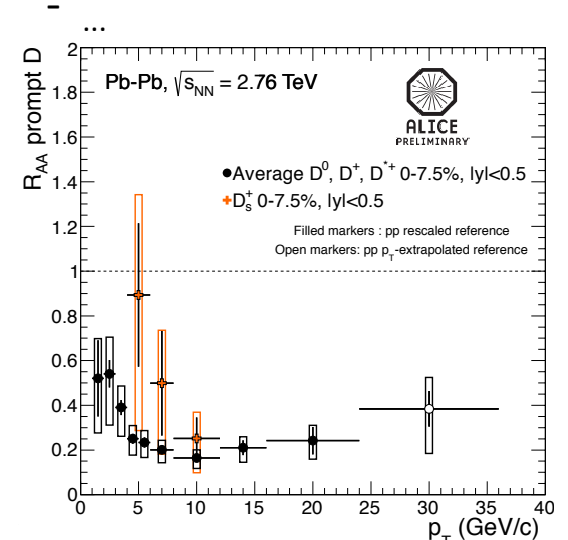 ...
Pb-Pb, √s_NN = 2.76 TeV
ALICE
PRELIMINARY
Average D⁰, D⁺, D*⁺ 0-7.5%, |y|<0.5
D_s⁺ 0-7.5%, |y|<0.5
Filled markers : pp rescaled reference
Open markers: pp p_T-extrapolated reference
R_AA prompt D
2
1.8
1.6
1.4
1.2
1
0.8
0.6
0.4
0.2
0
0 5 10 15 20 25 30 35 40
p_T (GeV/c)